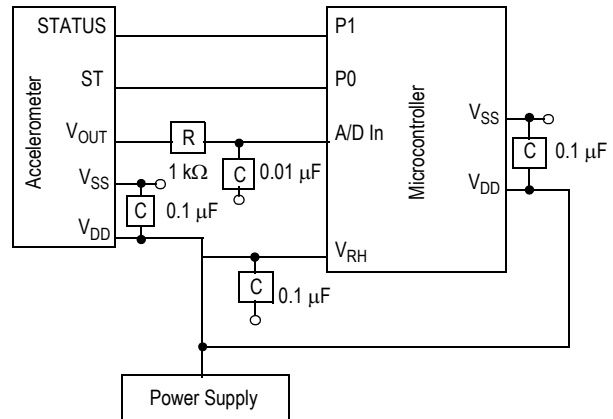 STATUS
P1
ST
P0
V_OUT
R
A/D In
1 kΩ
C
0.01 µF
V_SS
C
0.1 µF
V_DD
Accelerometer
Microcontroller
V_SS
C
0.1 µF
V_DD
V_RH
C
0.1 µF
Power Supply